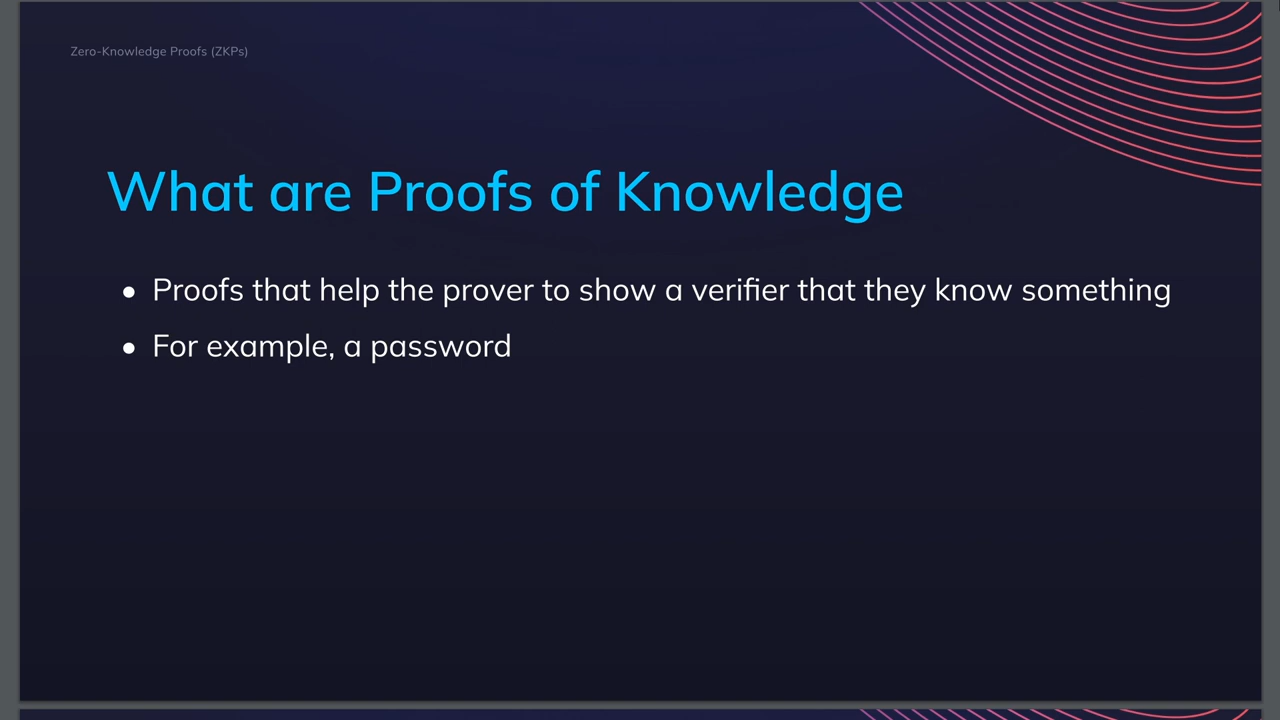 Zero-Knowledge Proofs (ZKPs)
What are Proofs of Knowledge
• Proofs that help the prover to show a verifier that they know something
• For example, a password